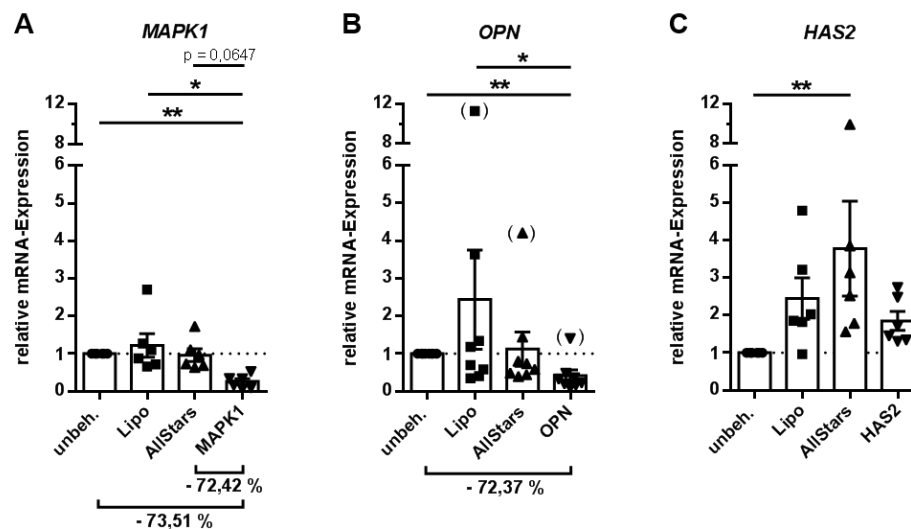 A
MAPK1
p = 0,0647
*
**
relative mRNA-Expression
12
8
6
5
4
3
2
1
0
unbeh.
Lipo
AllStars
MAPK1
- 72,42 %
- 73,51 %
B
OPN
*
**
relative mRNA-Expression
12
8
6
5
4
3
2
1
0
( )
( )
( )
unbeh.
Lipo
AllStars
OPN
- 72,37 %
C
HAS2
**
relative mRNA-Expression
12
8
6
5
4
3
2
1
0
unbeh.
Lipo
AllStars
HAS2